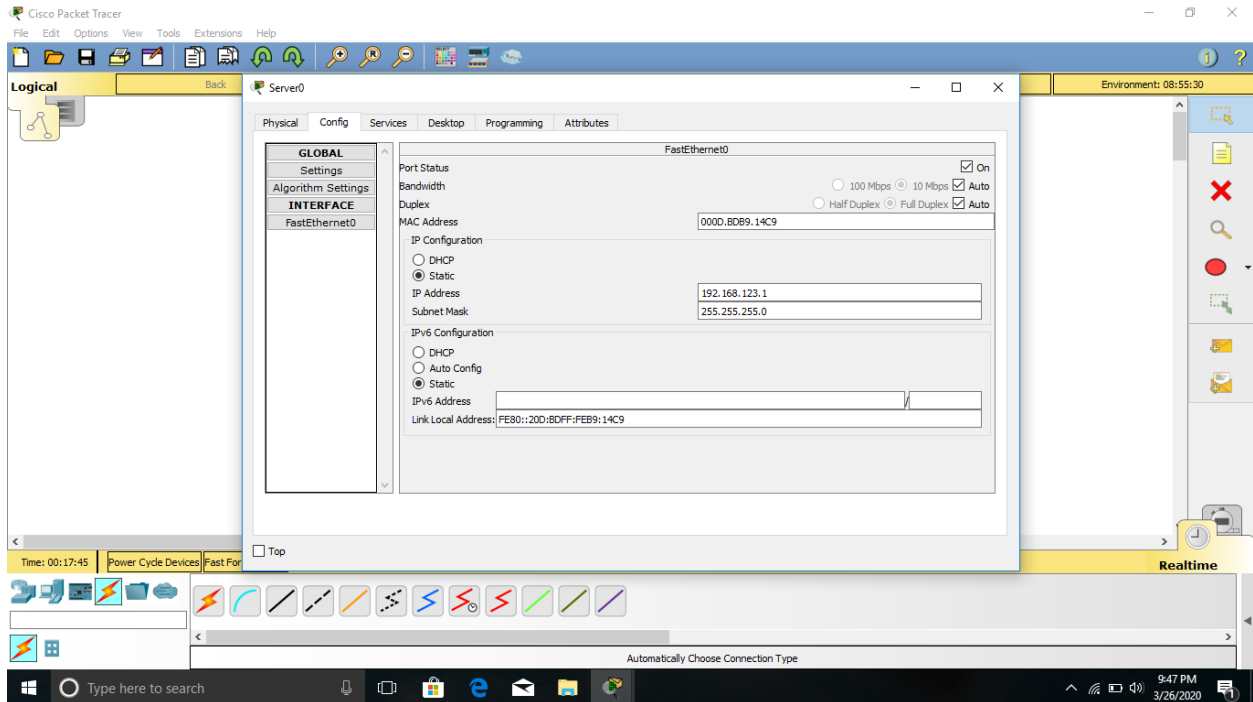 Cisco Packet Tracer
File Edit Options View Tools Extensions Help
Logical
Back
Environment: 08:55:30
Server0
Physical Config Services Desktop Programming Attributes
GLOBAL
Settings
Algorithm Settings
INTERFACE
FastEthernet0
FastEthernet0
Port Status On
Bandwidth 100 Mbps 10 Mbps Auto
Duplex Half Duplex Full Duplex Auto
MAC Address 000D.BDB9.14C9
IP Configuration
DHCP
Static
IP Address 192.168.123.1
Subnet Mask 255.255.255.0
IPv6 Configuration
DHCP
Auto Config
Static
IPv6 Address /
Link Local Address: FE80::20D:BDFF:FEB9:14C9
Top
Time: 00:17:45 Power Cycle Devices Fast For
Realtime
Automatically Choose Connection Type
Type here to search
9:47 PM
3/26/2020